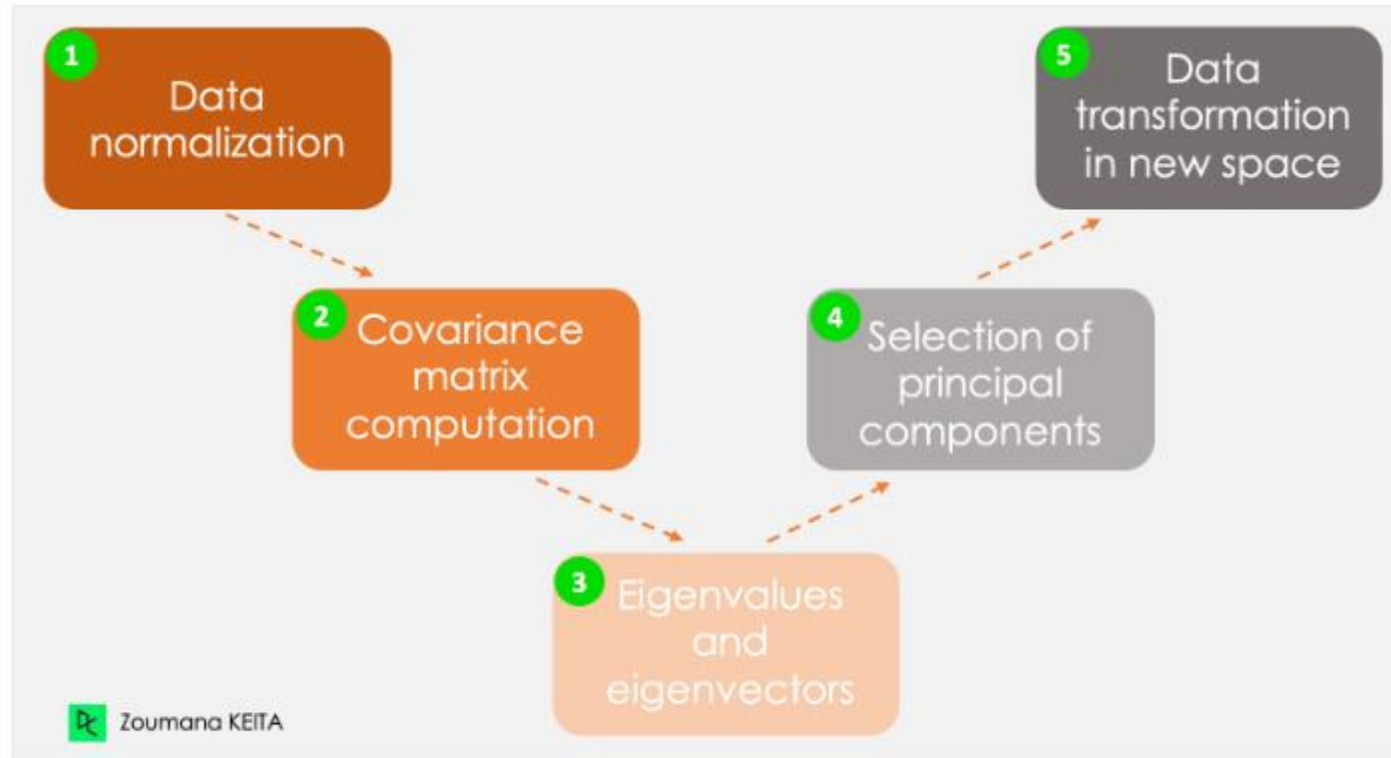 1
Data
normalization
2
Covariance
matrix
computation
3
Eigenvalues
and
eigenvectors
4
Selection of
principal
components
5
Data
transformation
in new space
Zoumana KEITA